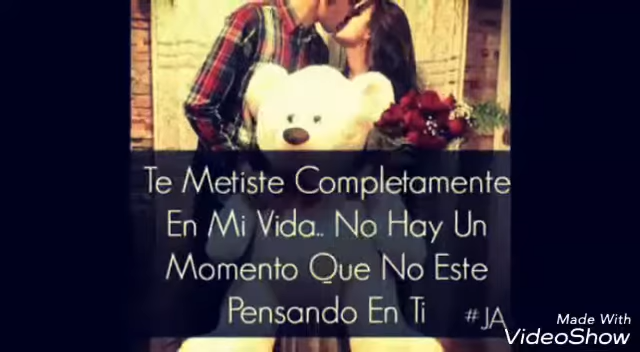 Te Metiste Completamente
En Mi Vida.. No Hay Un
Momento Que No Este
Pensando En Ti #JA
Made With
VideoShow